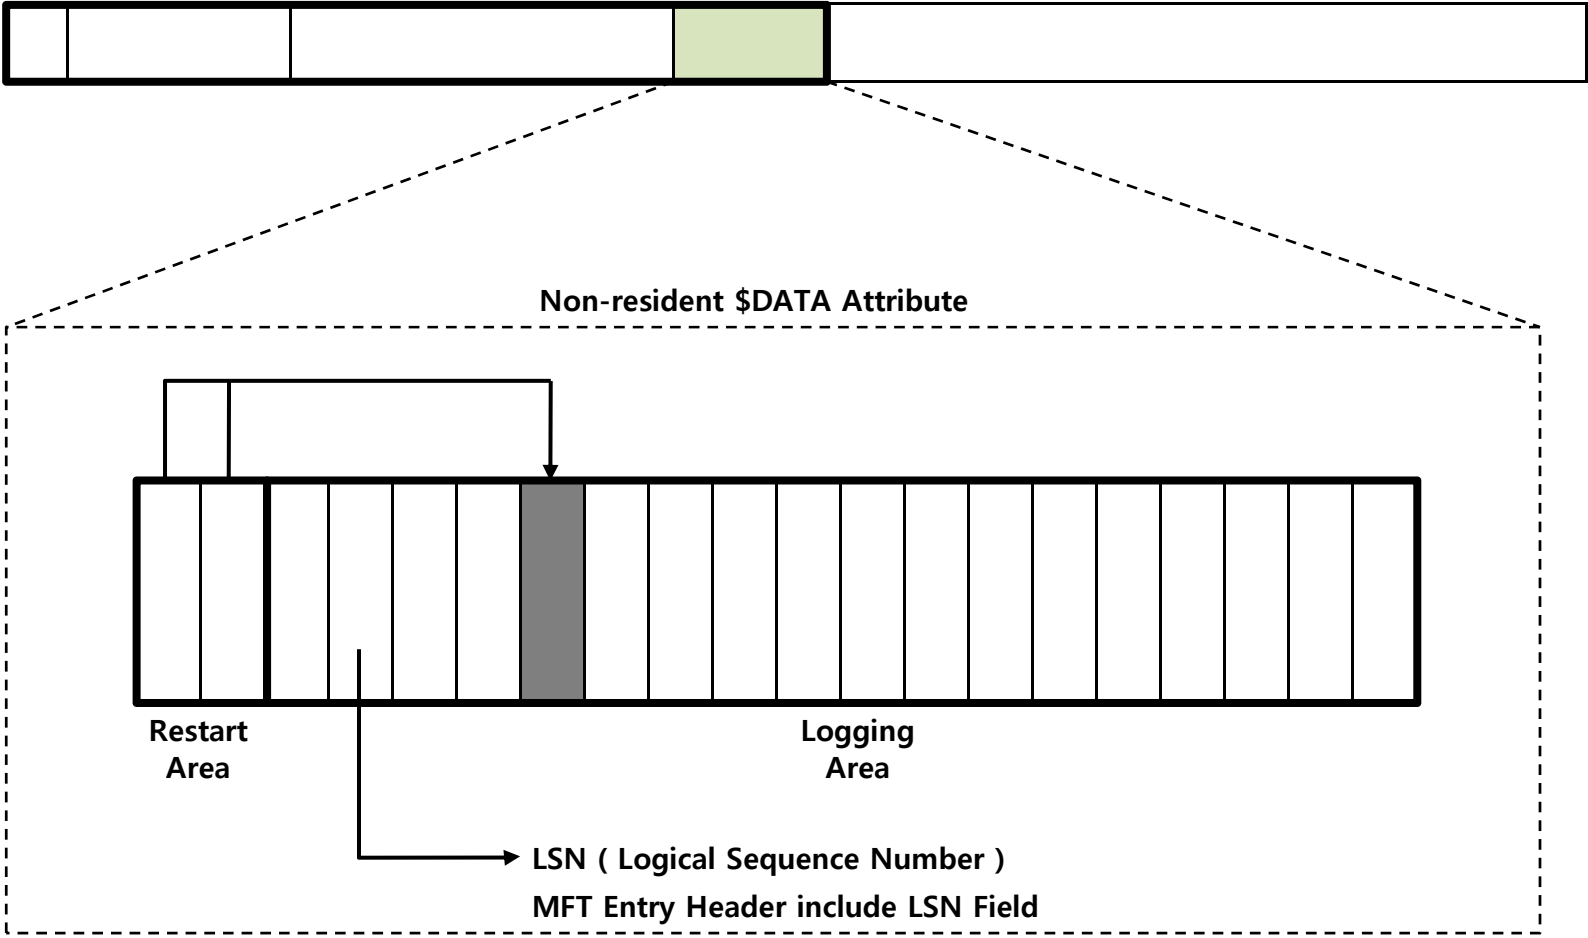 Non-resident $DATA Attribute
Restart
Area
Logging
Area
LSN ( Logical Sequence Number )
MFT Entry Header include LSN Field